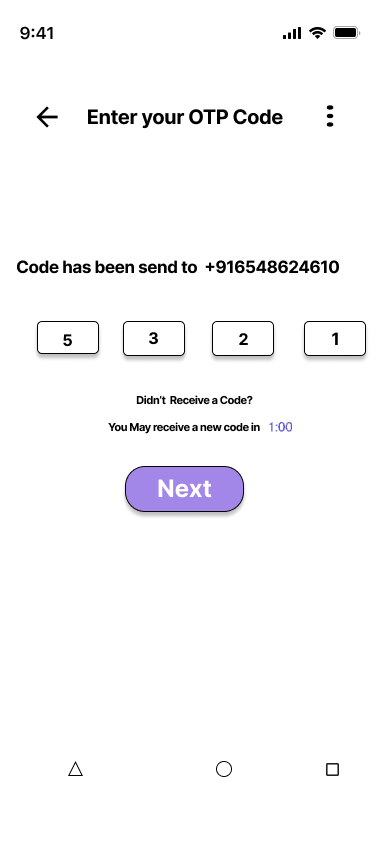 9:41
Enter your OTP Code
Code has been send to +916548624610
5 3 2 1
Didn't Receive a Code?
You May receive a new code in 1:00
Next